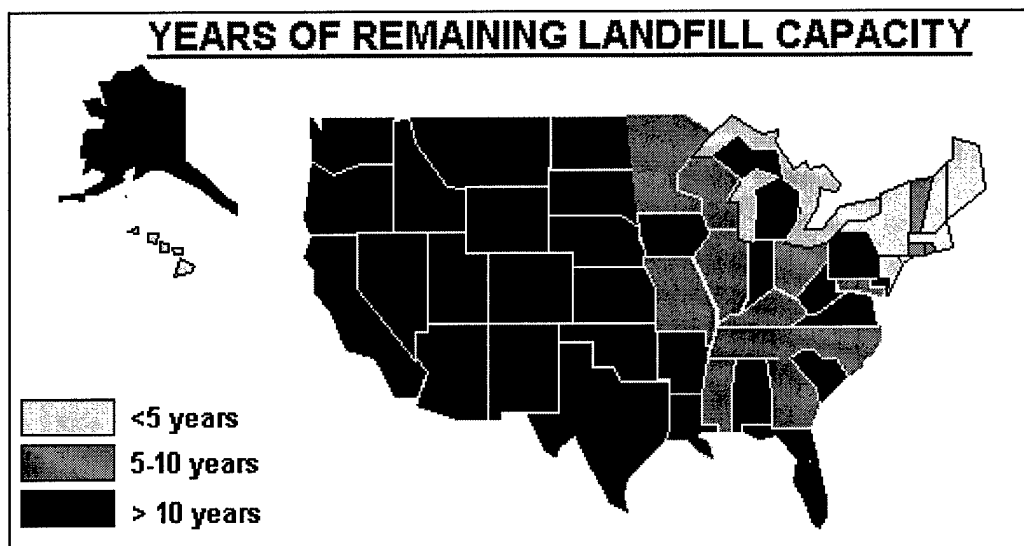 YEARS OF REMAINING LANDFILL CAPACITY
<5 years
5-10 years
> 10 years